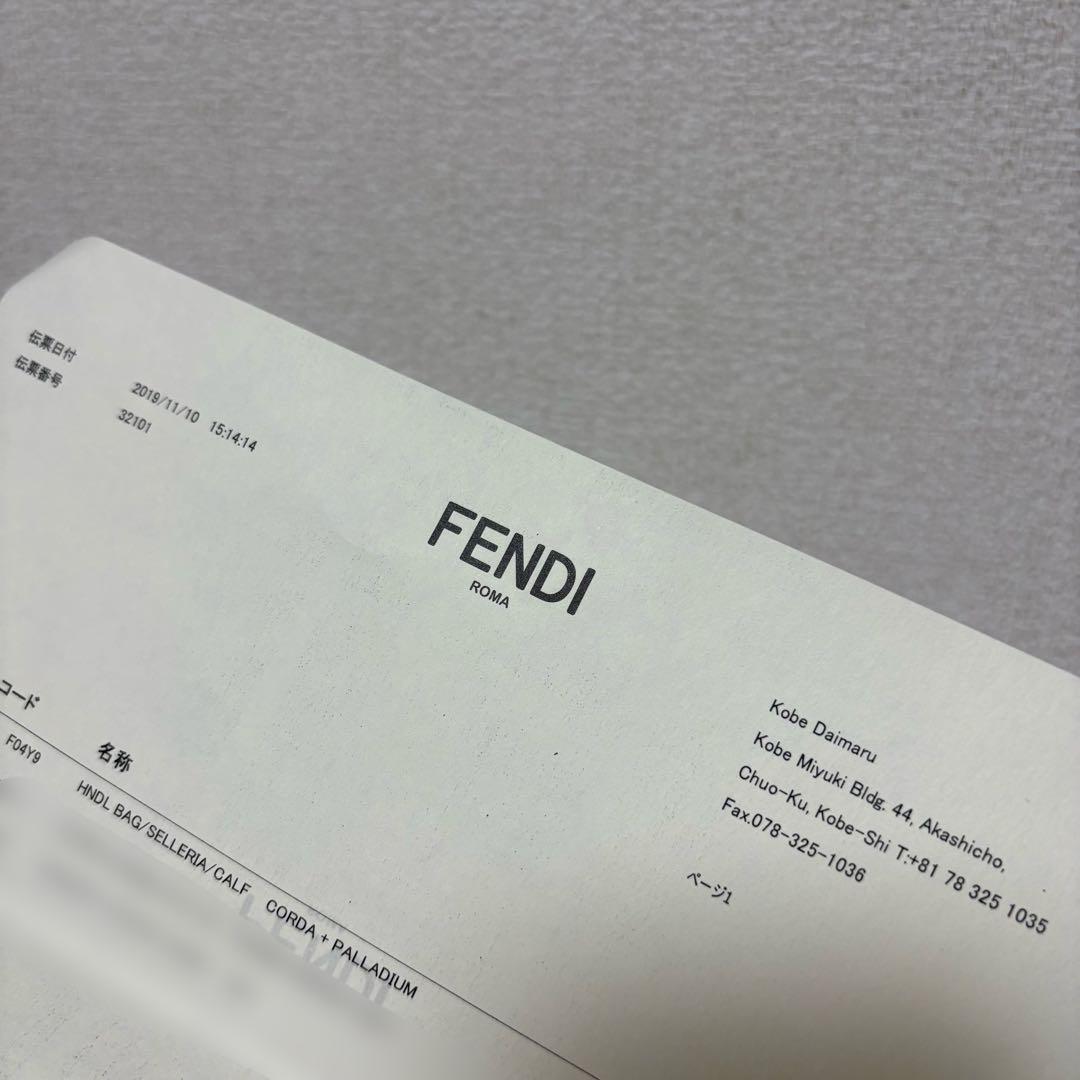 伝票日付 2019/11/10 15:14:14
伝票番号 32101
FENDI
ROMA
Kobe Daimaru
Kobe Miyuki Bldg. 44, Akashicho,
Chuo-Ku, Kobe-Shi T:+81 78 325 1035
Fax.078-325-1036
ページ1
コード 名称
F04Y9 HNDL BAG/SELLERIA/CALF CORDA + PALLADIUM